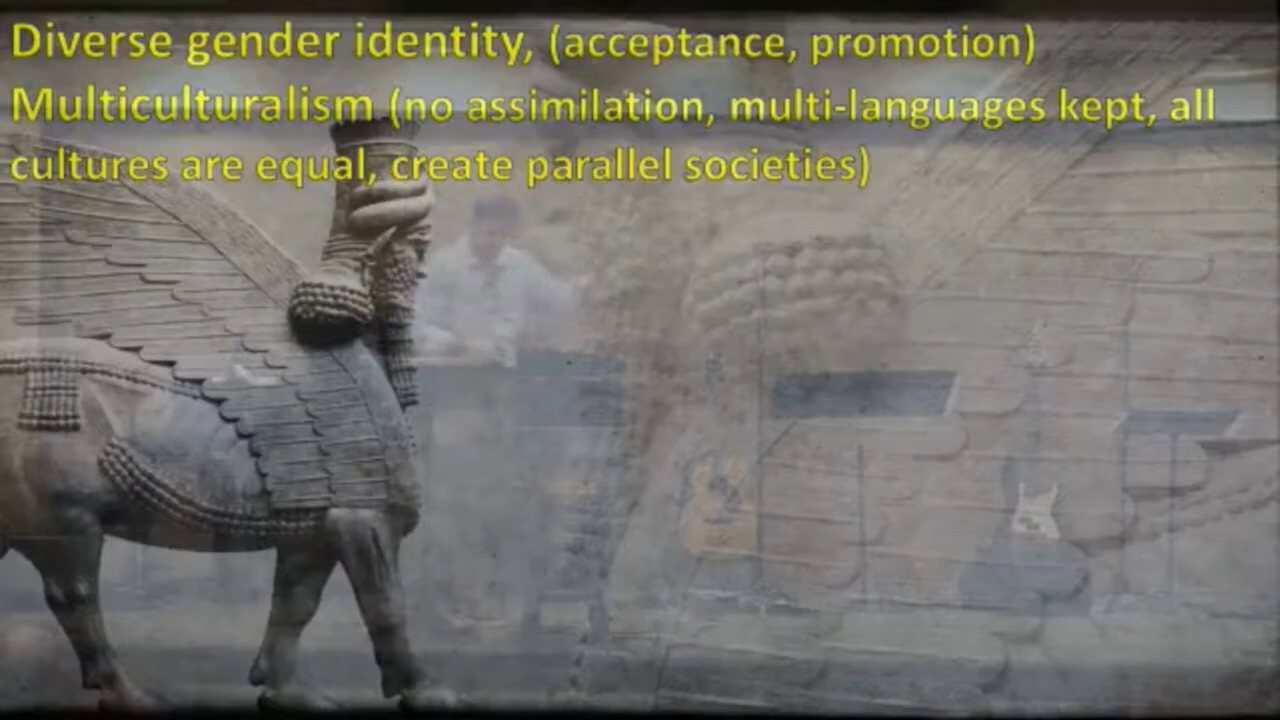 Diverse gender identity, (acceptance, promotion)
Multiculturalism (no assimilation, multi-languages kept, all
cultures are equal, create parallel societies)